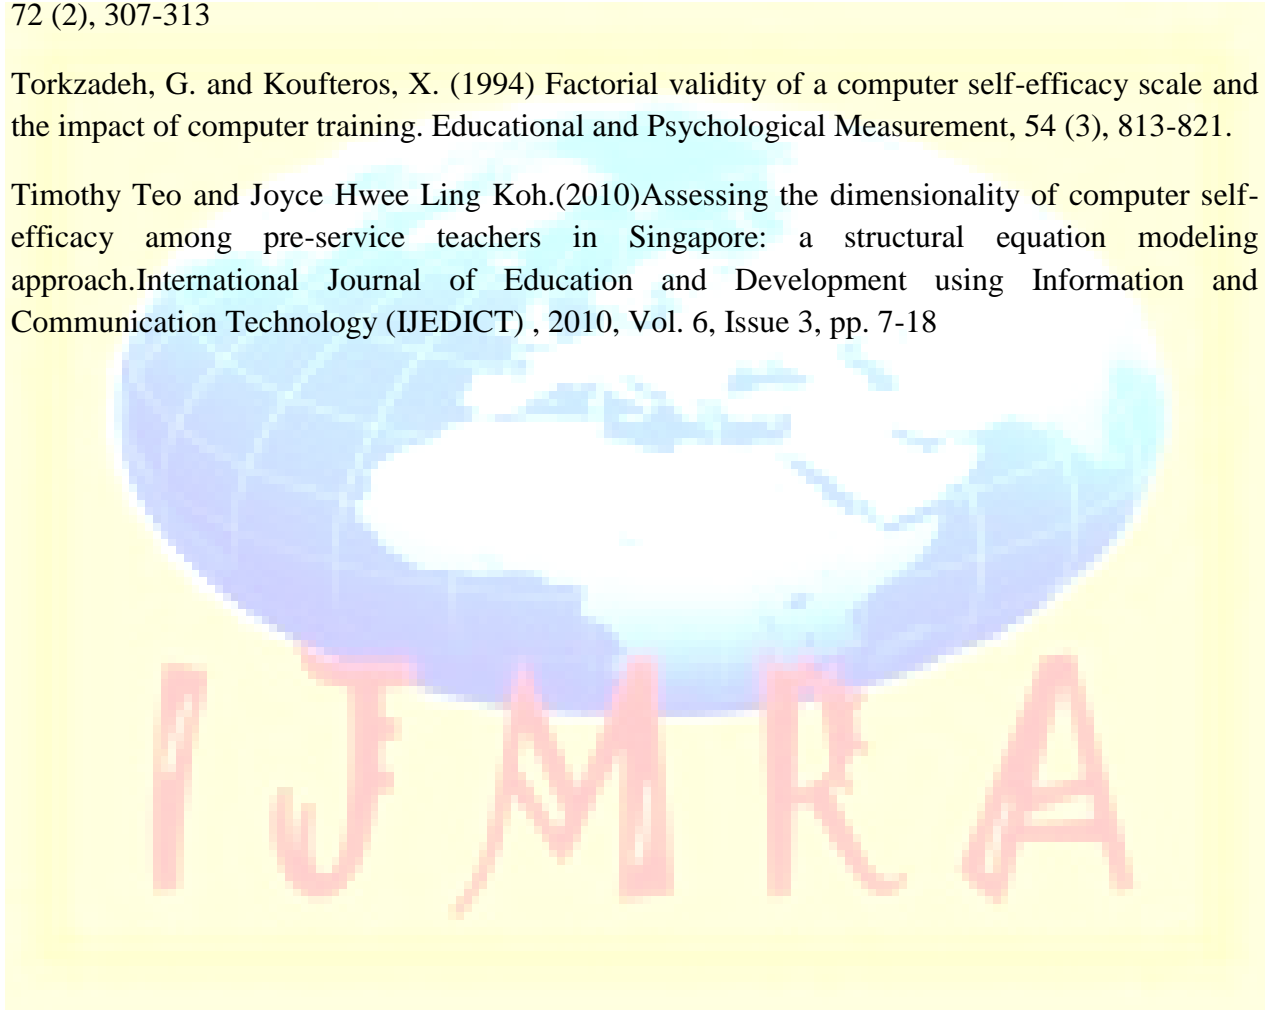 72 (2), 307-313
Torkzadeh, G. and Koufteros, X. (1994) Factorial validity of a computer self-efficacy scale and
the impact of computer training. Educational and Psychological Measurement, 54 (3), 813-821.
Timothy Teo and Joyce Hwee Ling Koh.(2010)Assessing the dimensionality of computer self-
efficacy among pre-service teachers in Singapore: a structural equation modeling
approach.International Journal of Education and Development using Information and
Communication Technology (IJEDICT) , 2010, Vol. 6, Issue 3, pp. 7-18
IJMRA